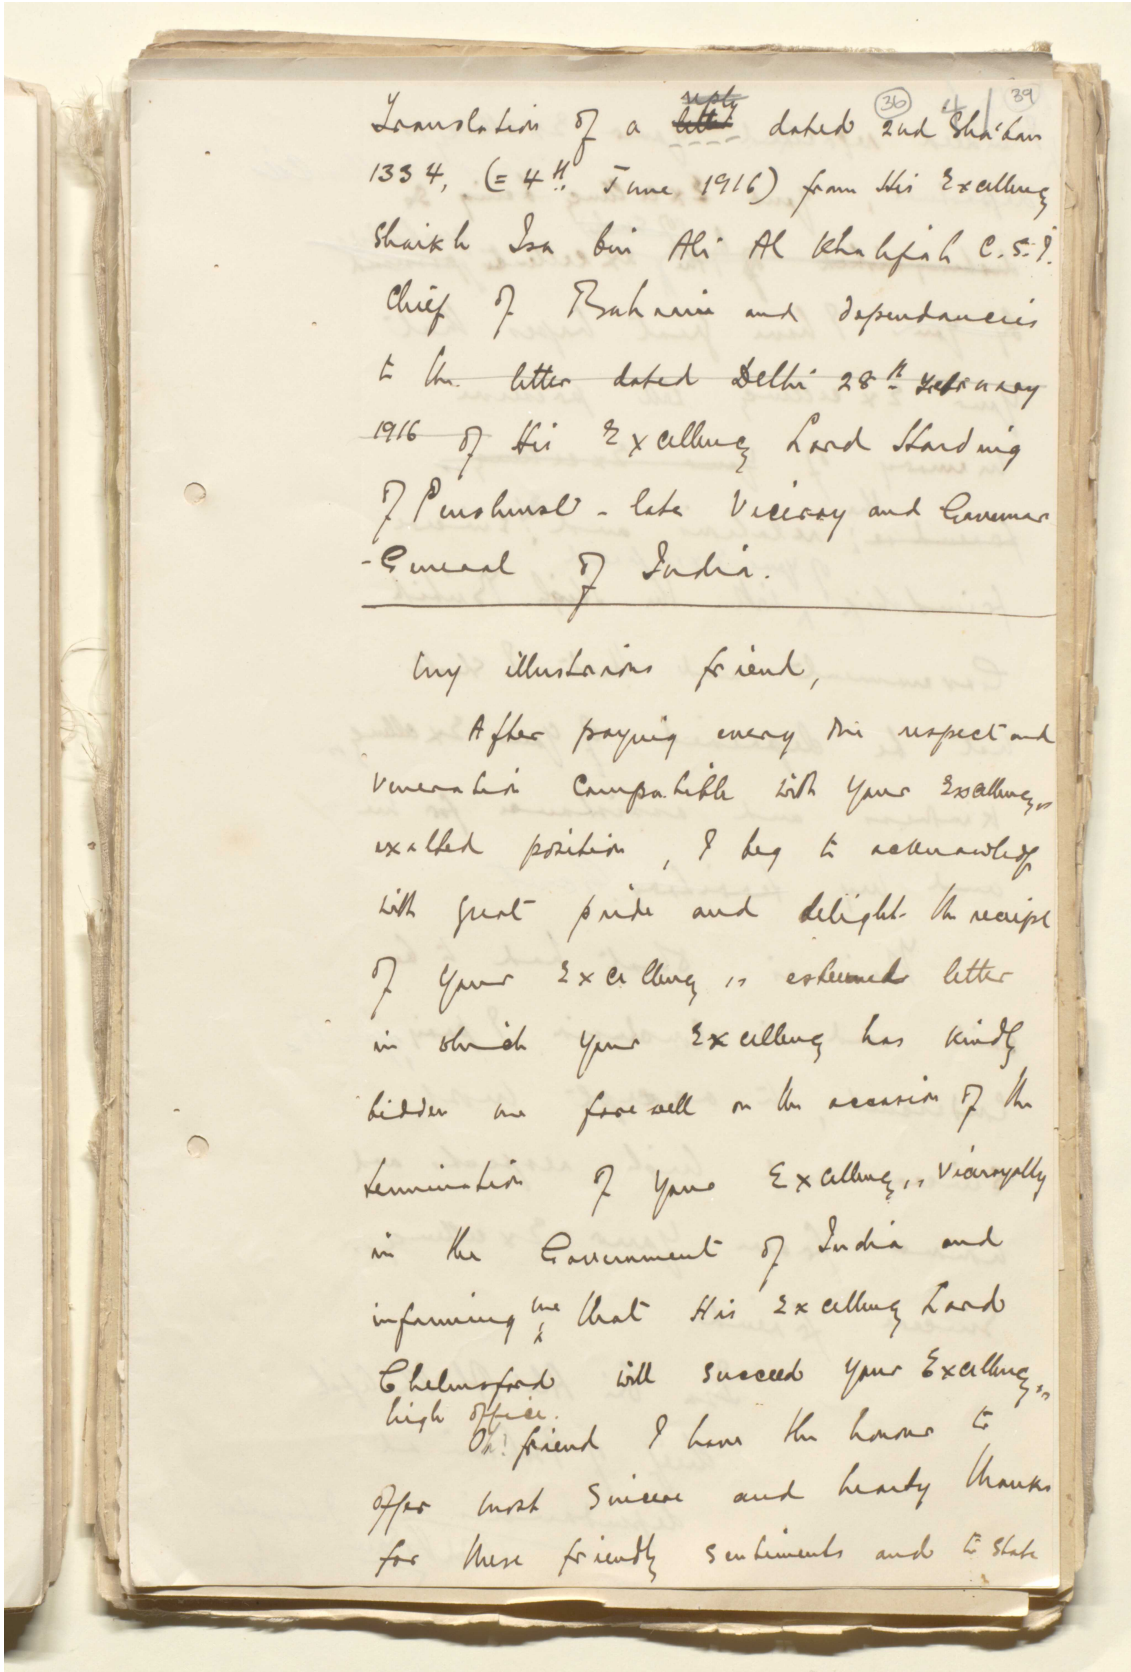 36 4 39
reply
Translation of a letter dated 2nd Sha'ban
1334, (= 4th June 1916) from His Excellency
Shaikh Isa bin Ali Al Khalifah C.S.I.
Chief of Bahrain and dependancies
to the letter dated Delhi 28th February
1916 of His Excellency Lord Harding
of Penshurst - late Viceroy and Governor
-General of India.
My illustrious friend,
After paying every due respect and
veneration compatible with your Excellency's
exalted position, I beg to acknowledge
with great pride and delight the receipt
of your Excellency's esteemed letter
in which your Excellency has kindly
bidden me farewell on the occasion of the
termination of your Excellency's Viceroyalty
in the Government of India and
informing me that His Excellency Lord
Chelmsford will succeed your Excellency's
high office.
Oh! friend I have the honour to
offer most sincere and hearty thanks
for these friendly sentiments and to state